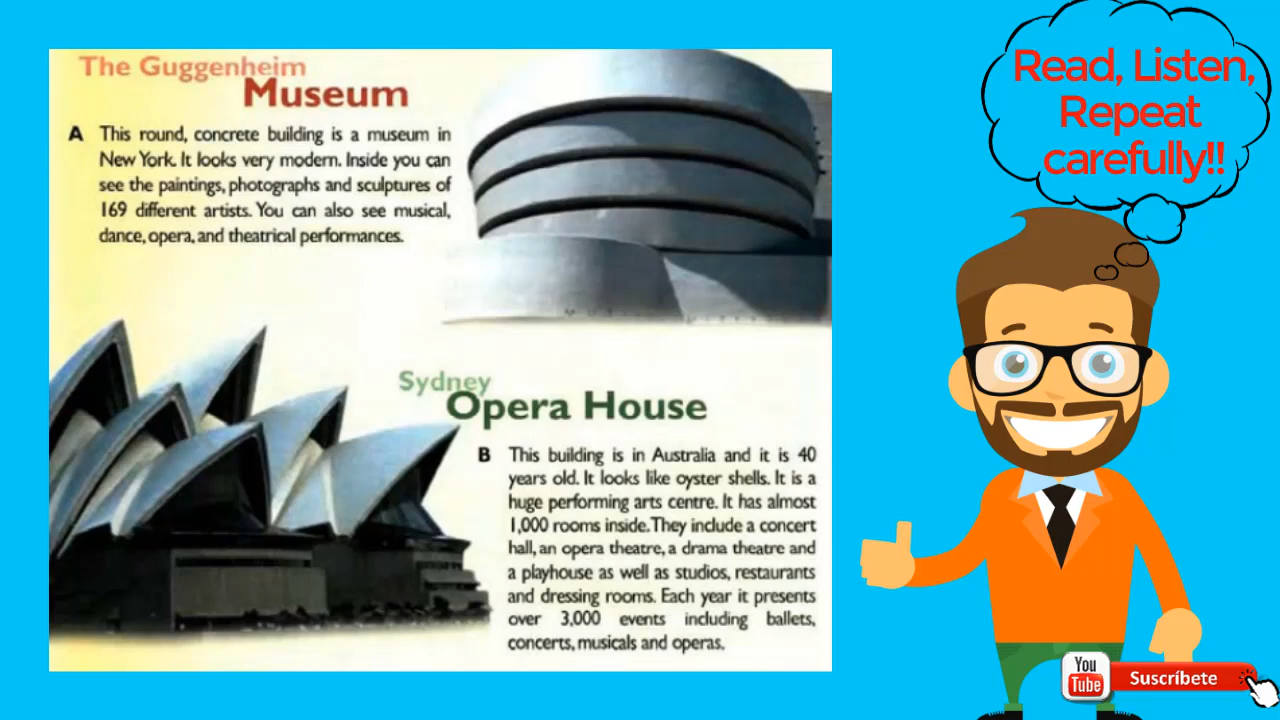 The Guggenheim
Museum
A This round, concrete building is a museum in
New York. It looks very modern. Inside you can
see the paintings, photographs and sculptures of
169 different artists. You can also see musical,
dance, opera, and theatrical performances.
Sydney
Opera House
B This building is in Australia and it is 40
years old. It looks like oyster shells. It is a
huge performing arts centre. It has almost
1,000 rooms inside. They include a concert
hall, an opera theatre, a drama theatre and
a playhouse as well as studios, restaurants
and dressing rooms. Each year it presents
over 3,000 events including ballets,
concerts, musicals and operas.
Read, Listen,
Repeat
carefully!!
You
Tube
Suscríbete